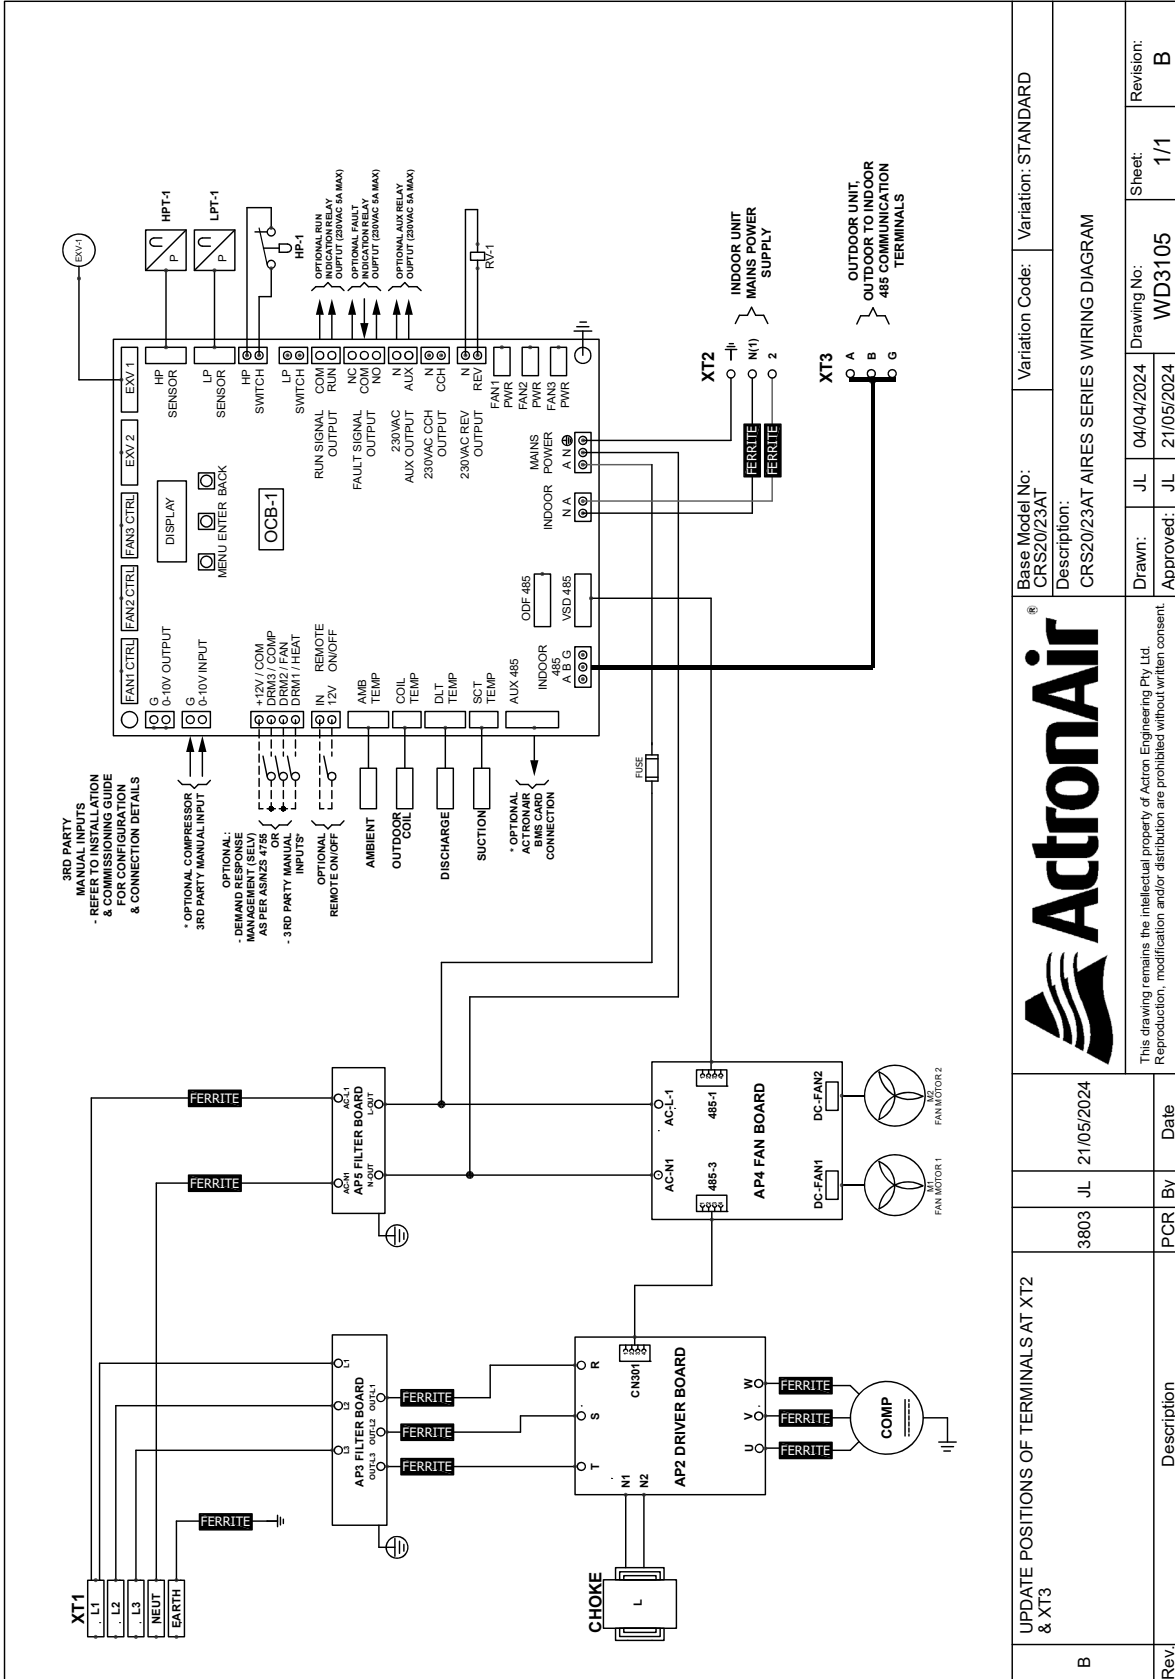 XT1
L1
L2
L3
NEUT
EARTH
FERRITE
FERRITE
FERRITE
AP3 FILTER BOARD
L3
L2
L1
OUT-L3
OUT-L2
OUT-L1
FERRITE
FERRITE
FERRITE
AP5 FILTER BOARD
AC-N1
AC-L1
N-OUT
L-OUT
CHOKE
L
N1
N2
AP2 DRIVER BOARD
T
S
R
CN301
U
V
W
FERRITE
FERRITE
FERRITE
COMP
AP4 FAN BOARD
AC-N1
AC-L-1
485-3
485-1
DC-FAN1
DC-FAN2
M1
FAN MOTOR 1
M2
FAN MOTOR 2
3RD PARTY
MANUAL INPUTS
- REFER TO INSTALLATION
& COMMISSIONING GUIDE
FOR CONFIGURATION
& CONNECTION DETAILS
* OPTIONAL COMPRESSOR
3RD PARTY MANUAL INPUT
OPTIONAL:
- DEMAND RESPONSE
MANAGEMENT (SELV)
AS PER AS/NZS 4755
OR
- 3RD PARTY MANUAL
INPUTS*
OPTIONAL
REMOTE ON/OFF
AMBIENT
OUTDOOR
COIL
DISCHARGE
SUCTION
* OPTIONAL
ACTRONAIR
BMS CARD
CONNECTION
FUSE
FAN1 CTRL
FAN2 CTRL
FAN3 CTRL
EXV 2
EXV 1
G
0-10V OUTPUT
G
0-10V INPUT
+12V / COM
DRM3 / COMP
DRM2 / FAN
DRM1 / HEAT
IN
12V
REMOTE
ON/OFF
AMB
TEMP
COIL
TEMP
DLT
TEMP
SCT
TEMP
AUX 485
INDOOR
485
A B G
ODF 485
VSD 485
DISPLAY
MENU ENTER BACK
OCB-1
INDOOR
N A
MAINS
POWER
A N
HP
SENSOR
LP
SENSOR
HP
SWITCH
LP
SWITCH
RUN SIGNAL
OUTPUT
COM
RUN
FAULT SIGNAL
OUTPUT
NC
COM
NO
230VAC
AUX OUTPUT
N
AUX
230VAC CCH
OUTPUT
N
CCH
230VAC REV
OUTPUT
N
REV
FAN1
PWR
FAN2
PWR
FAN3
PWR
EXV-1
HPT-1
U
P
LPT-1
U
P
HP-1
OPTIONAL RUN
INDICATION RELAY
OUPTUT (230VAC 5A MAX)
OPTIONAL FAULT
INDICATION RELAY
OUPTUT (230VAC 5A MAX)
OPTIONAL AUX RELAY
OUPTUT (230VAC 5A MAX)
RV-1
XT2
N(1)
2
FERRITE
FERRITE
INDOOR UNIT
MAINS POWER
SUPPLY
XT3
A
B
G
OUTDOOR UNIT,
OUTDOOR TO INDOOR
485 COMMUNICATION
TERMINALS
B
UPDATE POSITIONS OF TERMINALS AT XT2
& XT3
3803
JL
21/05/2024
Rev.
Description
PCR
By
Date
ActronAir ®
This drawing remains the intellectual property of Actron Engineering Pty Ltd.
Reproduction, modification and/or distribution are prohibited without written consent.
Base Model No:
CRS20/23AT
Variation Code:
Variation: STANDARD
Description:
CRS20/23AT AIRES SERIES WIRING DIAGRAM
Drawn:
JL
04/04/2024
Approved:
JL
21/05/2024
Drawing No:
WD3105
Sheet:
1/1
Revision:
B